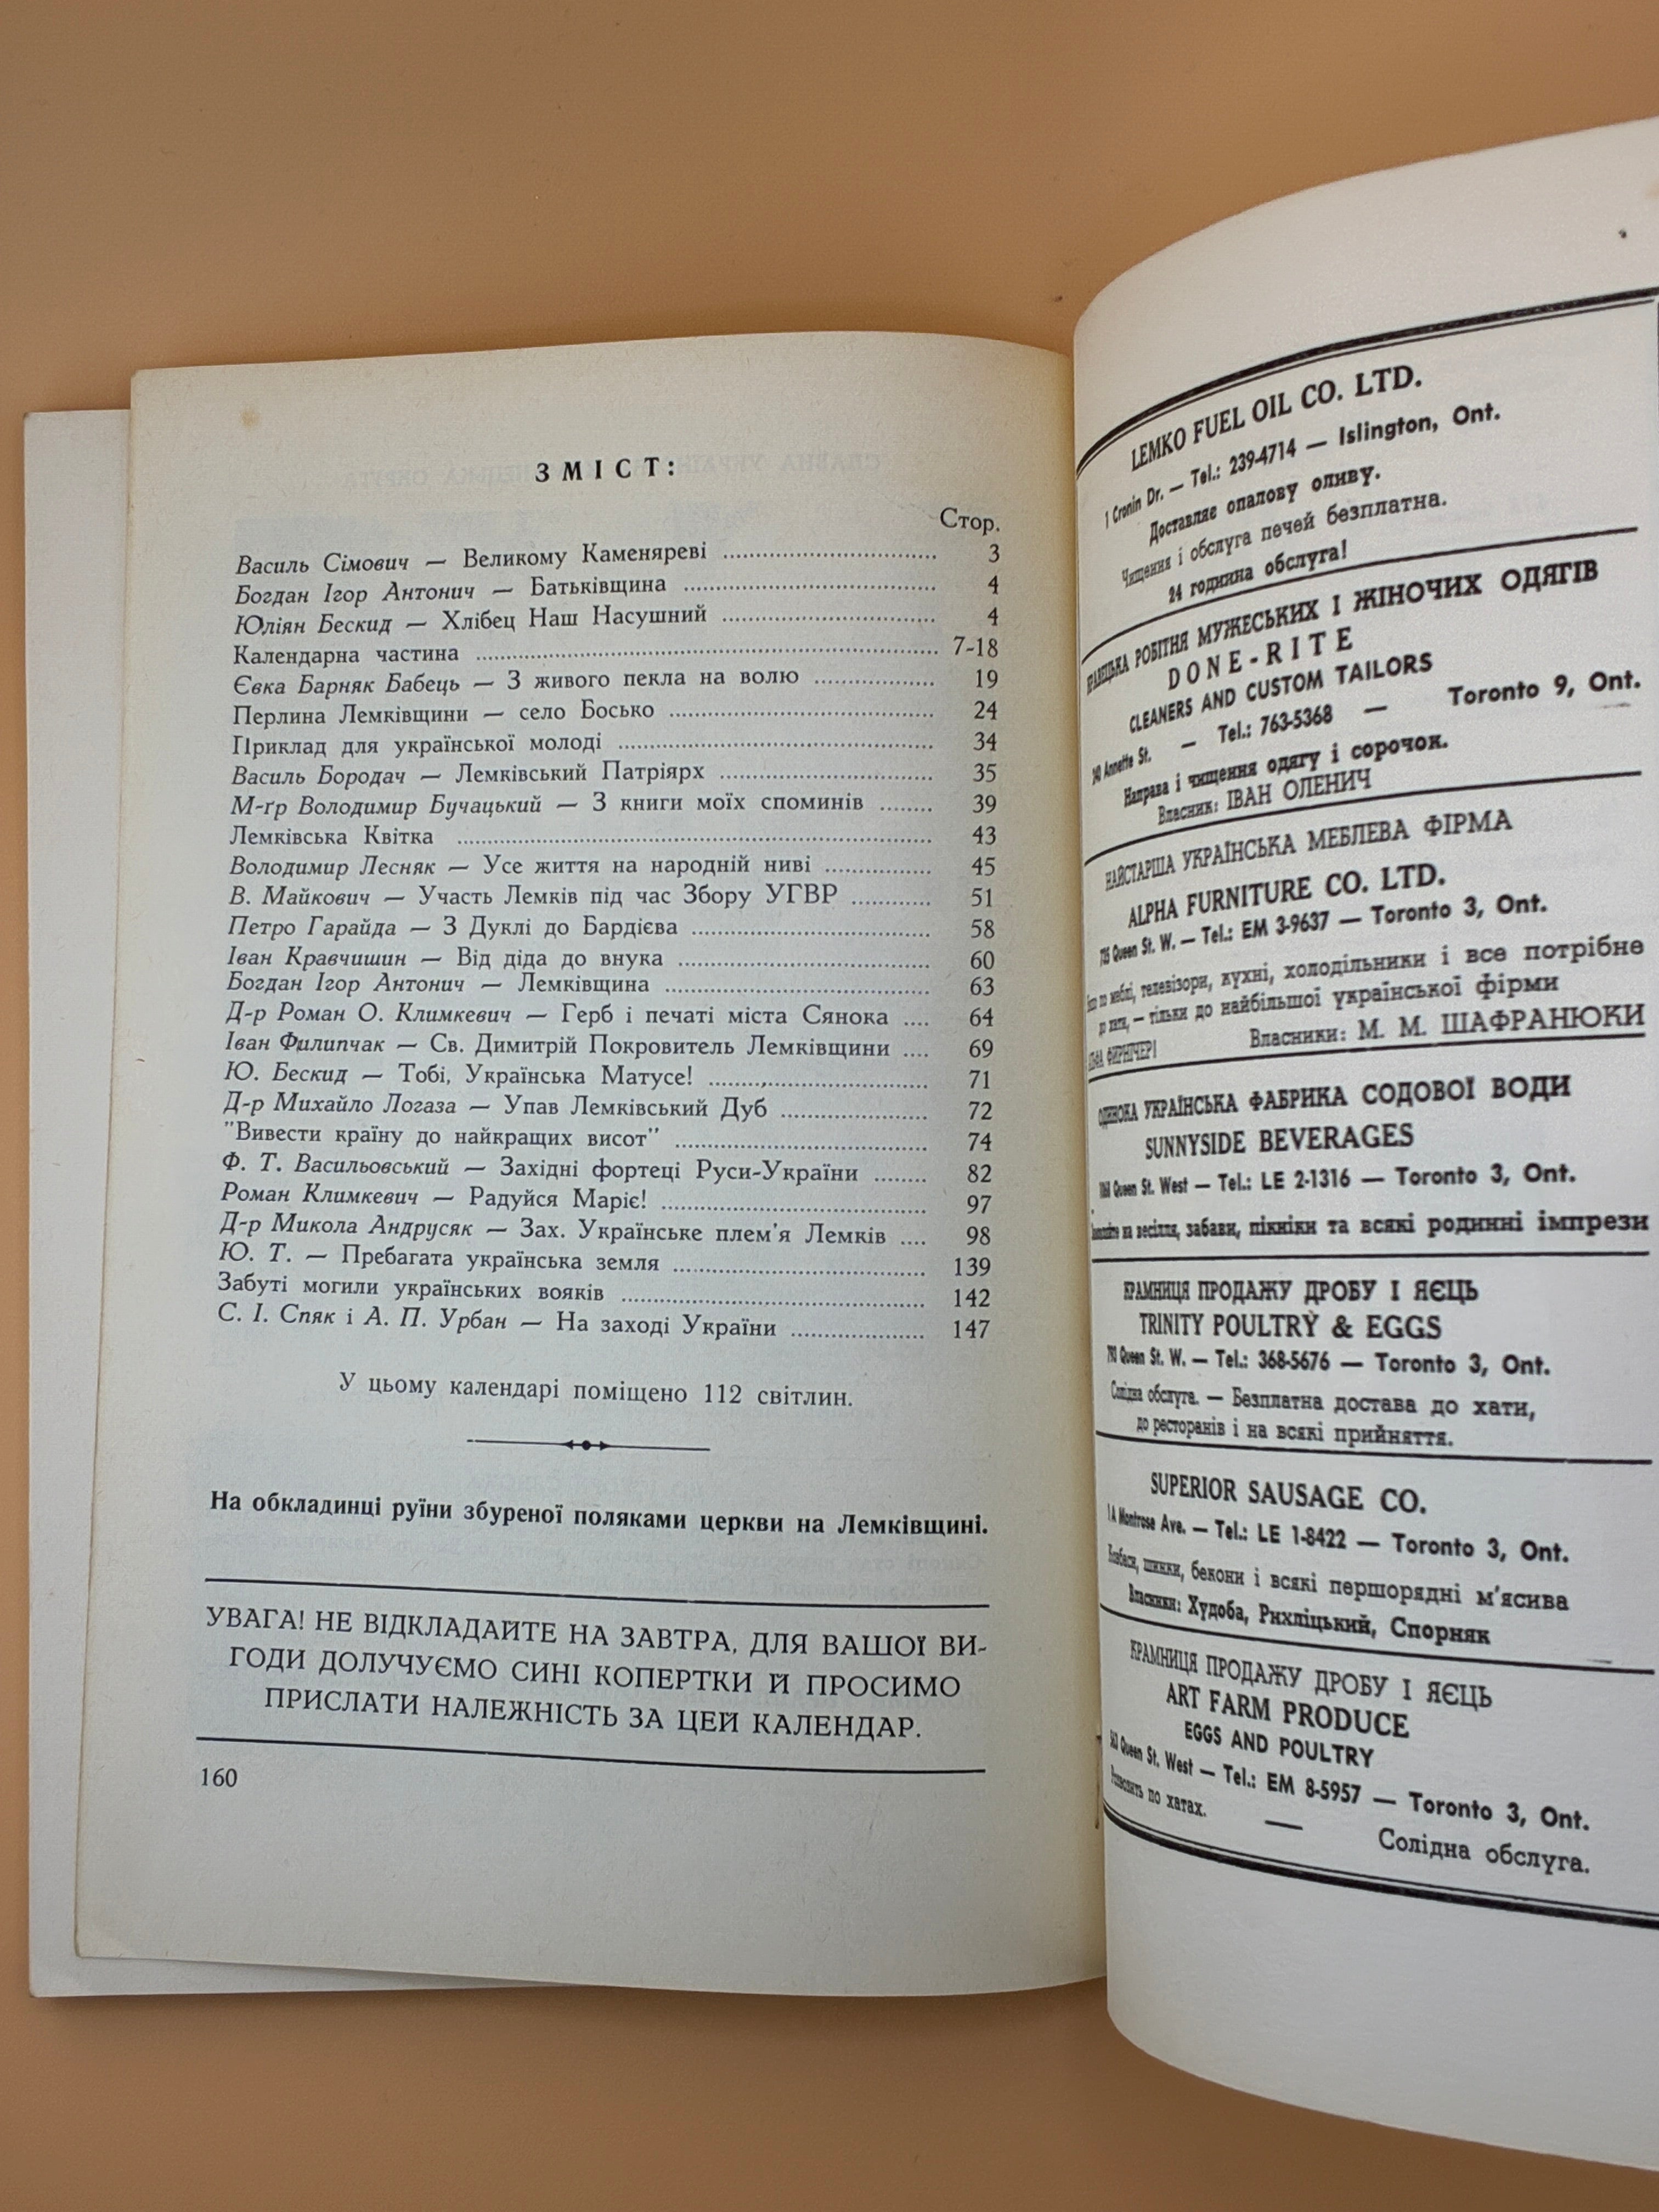 ЗМІСТ:
Стор.
Василь Сімович — Великому Каменяреві 3
Богдан Ігор Антонич — Батьківщина 4
Юліян Бескид — Хлібец Наш Насушний 4
Календарна частина 7-18
Євка Барняк Бабець — З живого пекла на волю 19
Перлина Лемківщини — село Босько 24
Приклад для української молоді 34
Василь Бородач — Лемківський Патріярх 35
М-ґр Володимир Бучацький — З книги моїх споминів 39
Лемківська Квітка 43
Володимир Лесняк — Усе життя на народній ниві 45
В. Майкович — Участь Лемків під час Збору УГВР 51
Петро Гарайда — З Дуклі до Бардієва 58
Іван Кравчишин — Від діда до внука 60
Богдан Ігор Антонич — Лемківщина 63
Д-р Роман О. Климкевич — Герб і печаті міста Сянока 64
Іван Филипчак — Св. Димитрій Покровитель Лемківщини 69
Ю. Бескид — Тобі, Українська Матусе! 71
Д-р Михайло Логаза — Упав Лемківський Дуб 72
"Вивести країну до найкращих висот" 74
Ф. Т. Васильовський — Західні фортеці Руси-України 82
Роман Климкевич — Радуйся Маріє! 97
Д-р Микола Андрусяк — Зах. Українське плем'я Лемків 98
Ю. Т. — Пребагата українська земля 139
Забуті могили українських вояків 142
С. І. Спяк і А. П. Урбан — На заході України 147
У цьому календарі поміщено 112 світлин.
На обкладинці руїни збуреної поляками церкви на Лемківщині.
УВАГА! НЕ ВІДКЛАДАЙТЕ НА ЗАВТРА, ДЛЯ ВАШОЇ ВИ-
ГОДИ ДОЛУЧУЄМО СИНІ КОПЕРТКИ Й ПРОСИМО
ПРИСЛАТИ НАЛЕЖНІСТЬ ЗА ЦЕЙ КАЛЕНДАР.
160
LEMKO FUEL OIL CO. LTD.
1 Cronin Dr. — Tel.: 239-4714 — Islington, Ont.
Доставляє опалову оливу.
Чищення і обслуга печей безплатна.
24 година обслуга!
РОБІТНЯ МУЖЕСЬКИХ І ЖІНОЧИХ ОДЯГІВ
DONE-RITE
CLEANERS AND CUSTOM TAILORS
Annette St. — Tel.: 763-5368 — Toronto 9, Ont.
Направа і чищення одягу і сорочок.
Власник: ІВАН ОЛЕНИЧ
НАЙСТАРША УКРАЇНСЬКА МЕБЛЕВА ФІРМА
ALPHA FURNITURE CO. LTD.
Queen St. W. — Tel.: EM 3-9637 — Toronto 3, Ont.
по меблі, телевізори, кухні, холодільники і все потрібне
до хати, — тільки до найбільшої української фірми
Власники: М. М. ШАФРАНЮКИ
УКРАЇНСЬКА ФАБРИКА СОДОВОЇ ВОДИ
SUNNYSIDE BEVERAGES
Queen St. West — Tel.: LE 2-1316 — Toronto 3, Ont.
на весілля, забави, пікніки та всякі родинні імпрези
КРАМНИЦЯ ПРОДАЖУ ДРОБУ І ЯЄЦЬ
TRINITY POULTRY & EGGS
Queen St. W. — Tel.: 368-5676 — Toronto 3, Ont.
Солідна обслуга. — Безплатна достава до хати,
до ресторанів і на всякі прийняття.
SUPERIOR SAUSAGE CO.
1A Montrose Ave. — Tel.: LE 1-8422 — Toronto 3, Ont.
Ковбаси, шинки, бекони і всякі першорядні м'ясива
Власники: Худоба, Рихліцький, Спорняк
КРАМНИЦЯ ПРОДАЖУ ДРОБУ І ЯЄЦЬ
ART FARM PRODUCE
EGGS AND POULTRY
Queen St. West — Tel.: EM 8-5957 — Toronto 3, Ont.
по хатах. — Солідна обслуга.